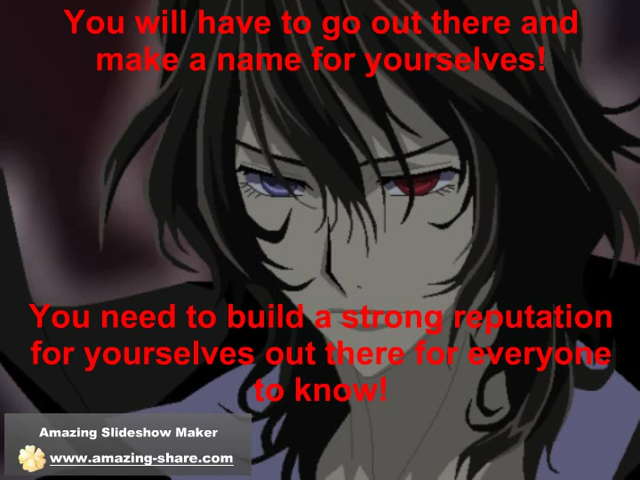 You will have to go out there and
make a name for yourselves!
You need to build a strong reputation
for yourselves out there for everyone
to know!
Amazing Slideshow Maker
www.amazing-share.com